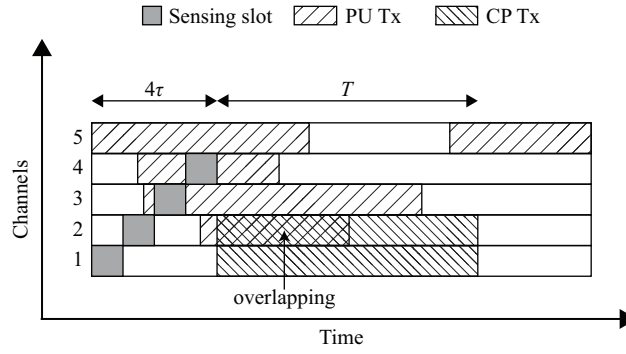 Sensing slot PU Tx CP Tx
4τ T
5
4
3
2
1
Channels
overlapping
Time